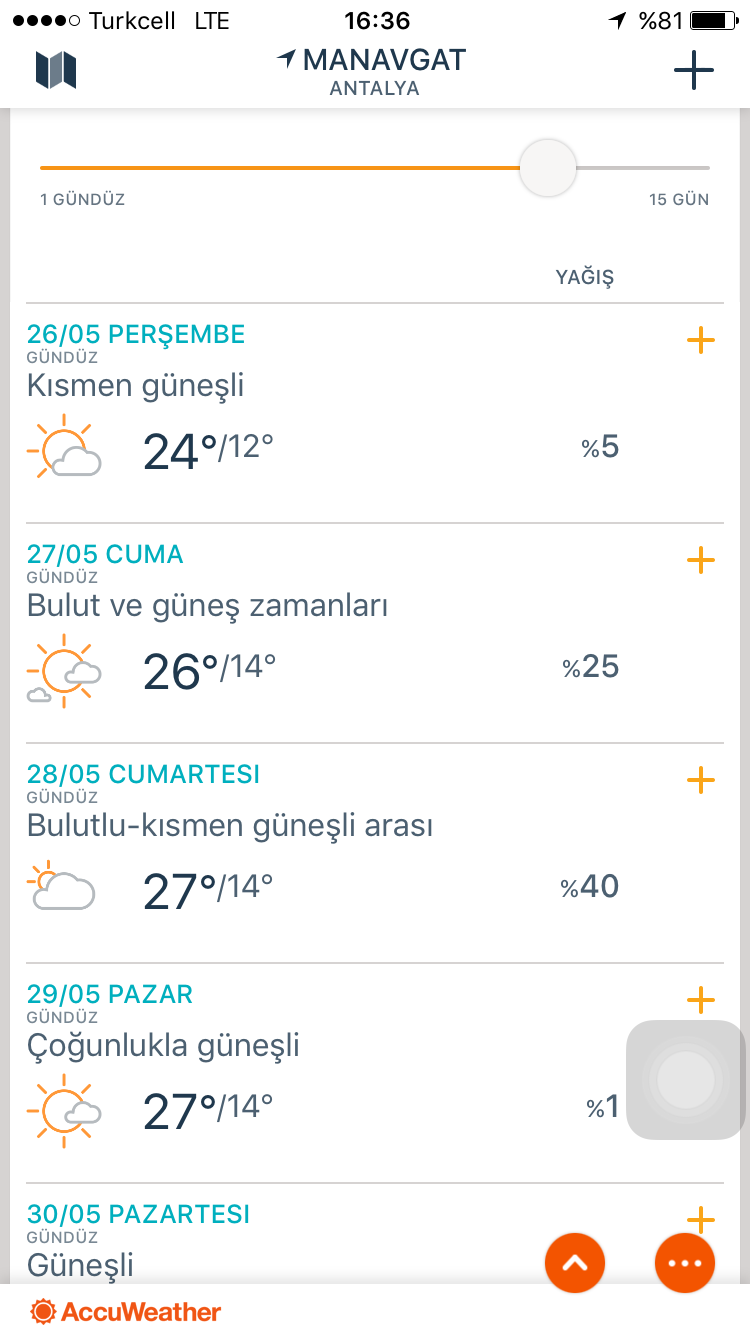 Turkcell LTE 16:36 %81
MANAVGAT
ANTALYA
1 GÜNDÜZ 15 GÜN
YAĞIŞ
26/05 PERŞEMBE
GÜNDÜZ
Kısmen güneşli
24°/12° %5
27/05 CUMA
GÜNDÜZ
Bulut ve güneş zamanları
26°/14° %25
28/05 CUMARTESI
GÜNDÜZ
Bulutlu-kısmen güneşli arası
27°/14° %40
29/05 PAZAR
GÜNDÜZ
Çoğunlukla güneşli
27°/14° %1
30/05 PAZARTESI
GÜNDÜZ
Güneşli
AccuWeather